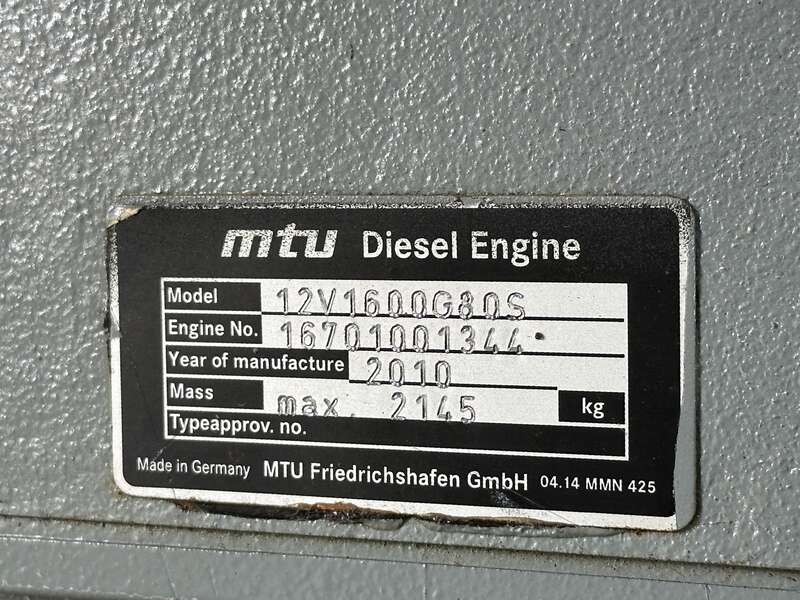 mtu Diesel Engine
Model 12V1600G80S
Engine No. 16701001344
Year of manufacture 2010
Mass max. 2145 kg
Typeapprov. no.
Made in Germany MTU Friedrichshafen GmbH 04.14 MMN 425